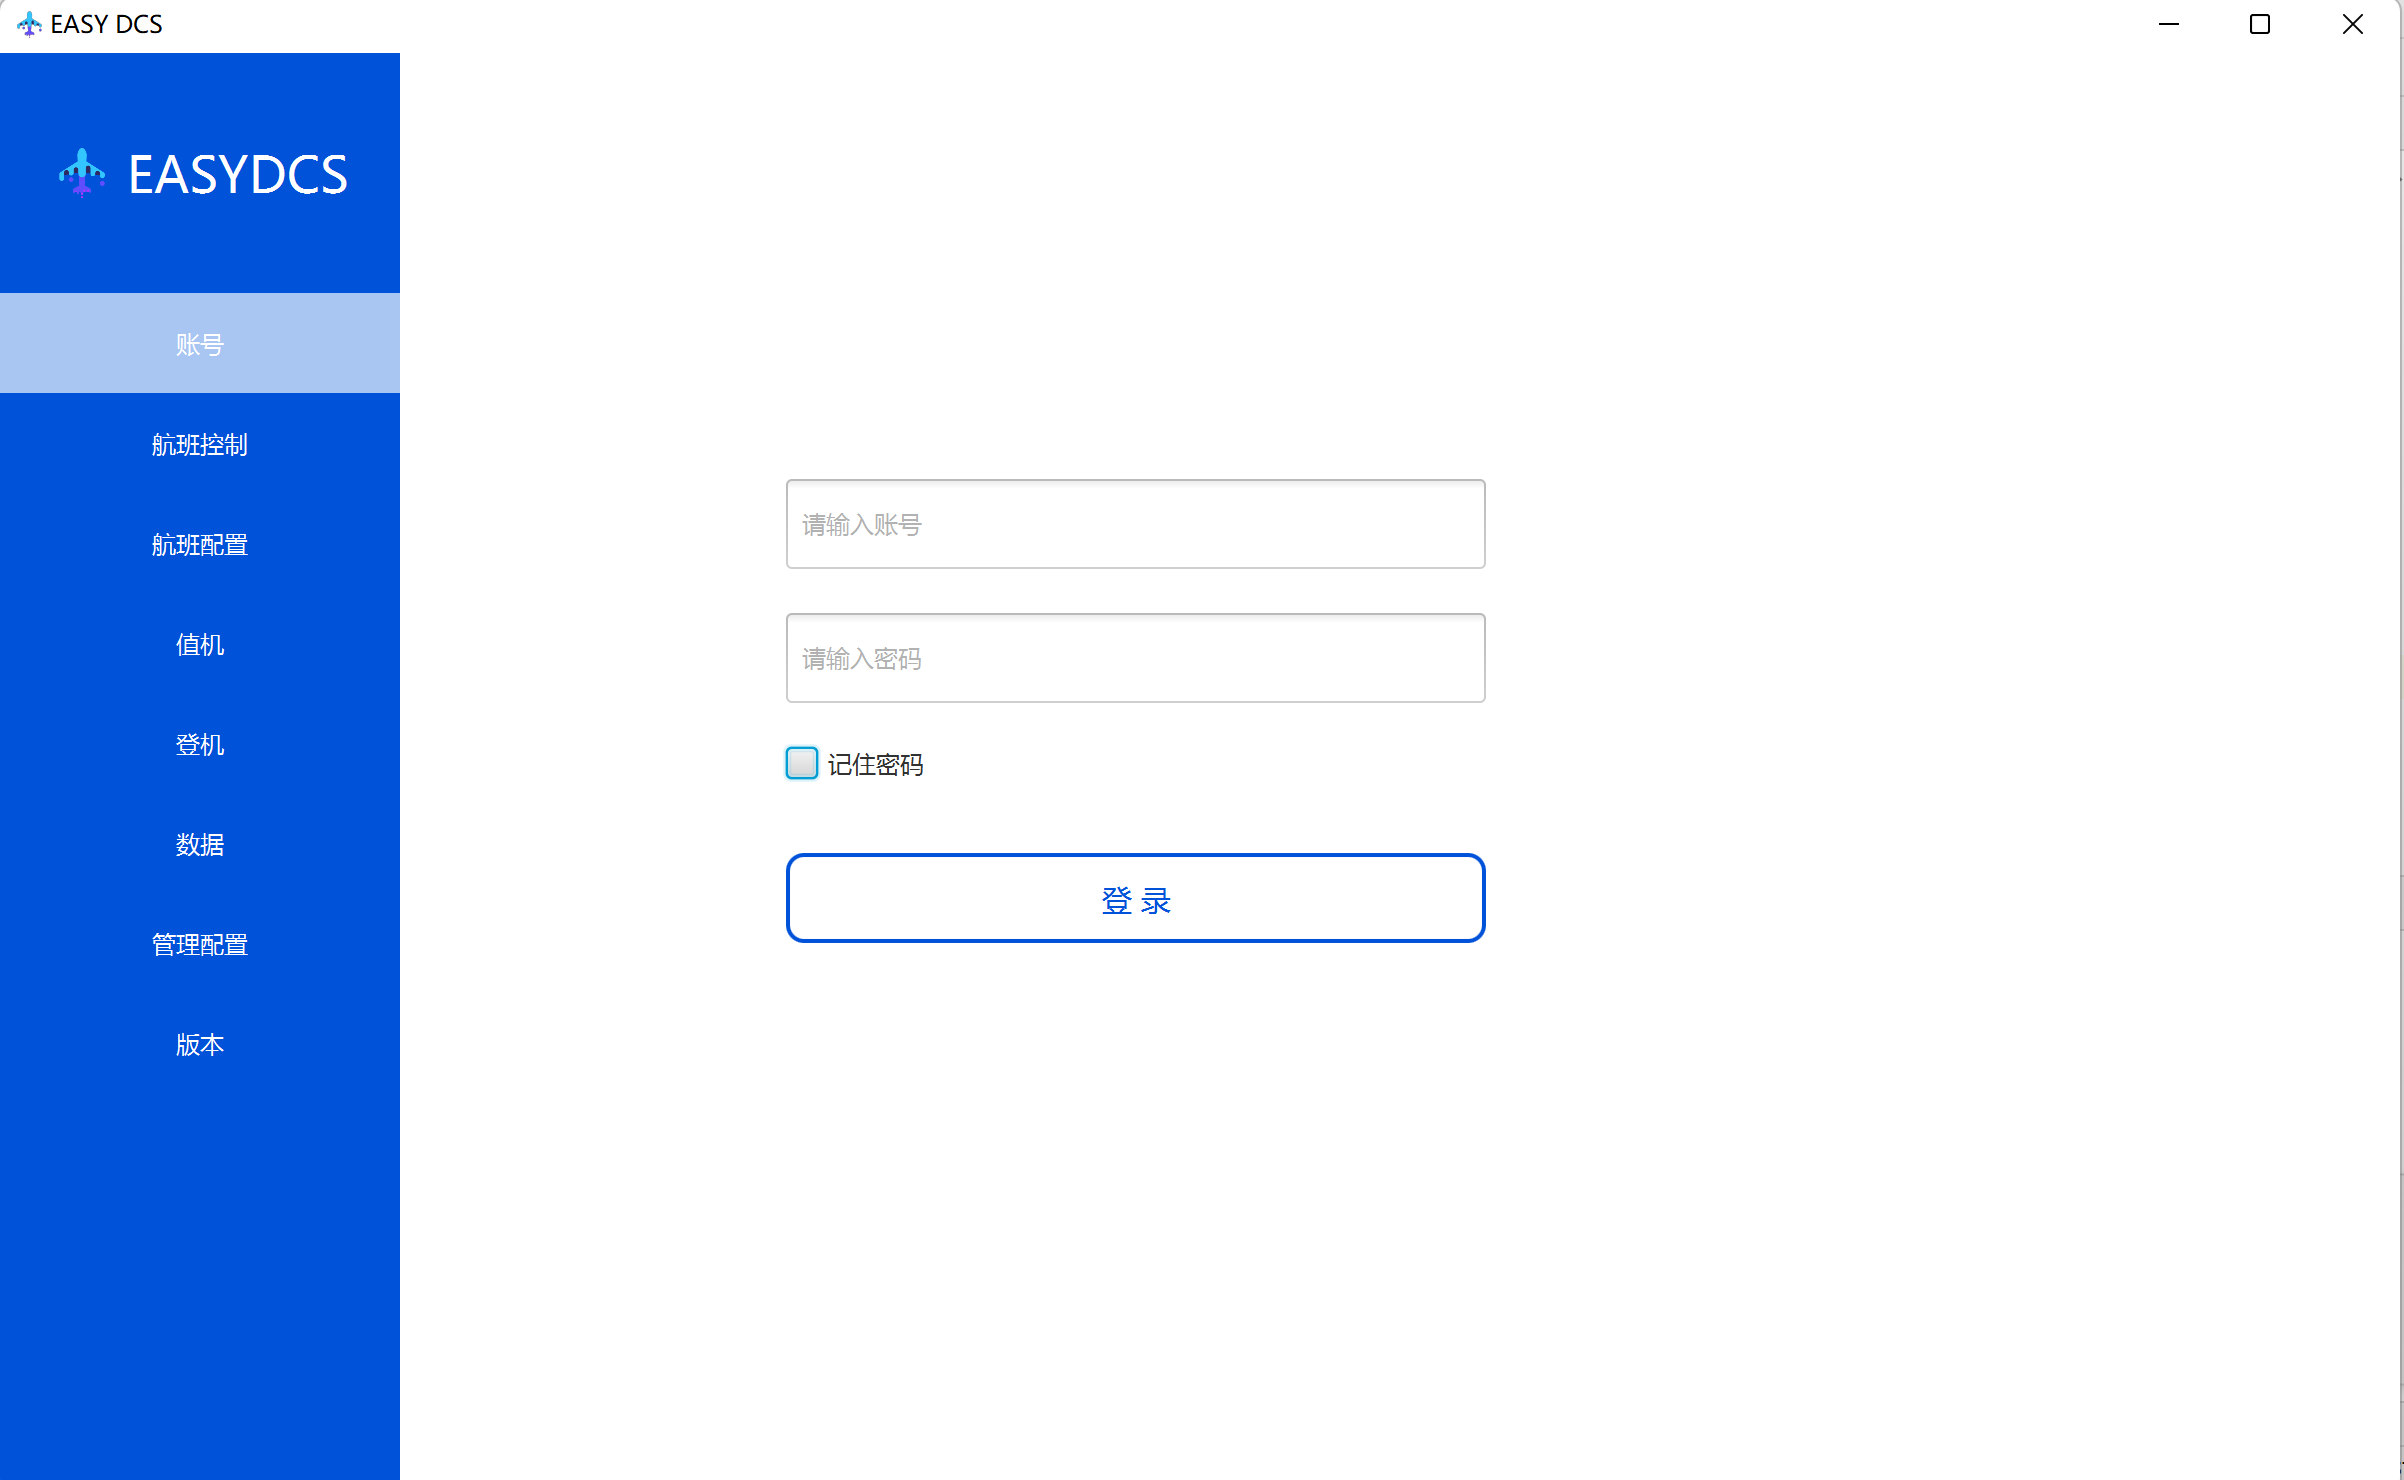 EASY DCS
EASYDCS
账号
航班控制
航班配置
值机
登机
数据
管理配置
版本
请输入账号
请输入密码
记住密码
登 录